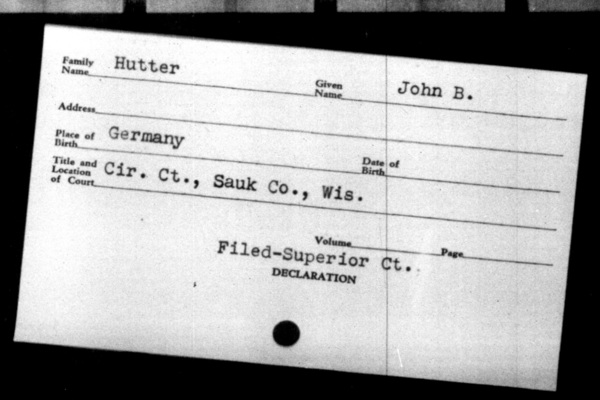 Family Name Hutter Given Name John B.
Address
Place of Birth Germany Date of Birth
Title and Location of Court Cir. Ct., Sauk Co., Wis.
Volume Page
Filed-Superior Ct.
DECLARATION